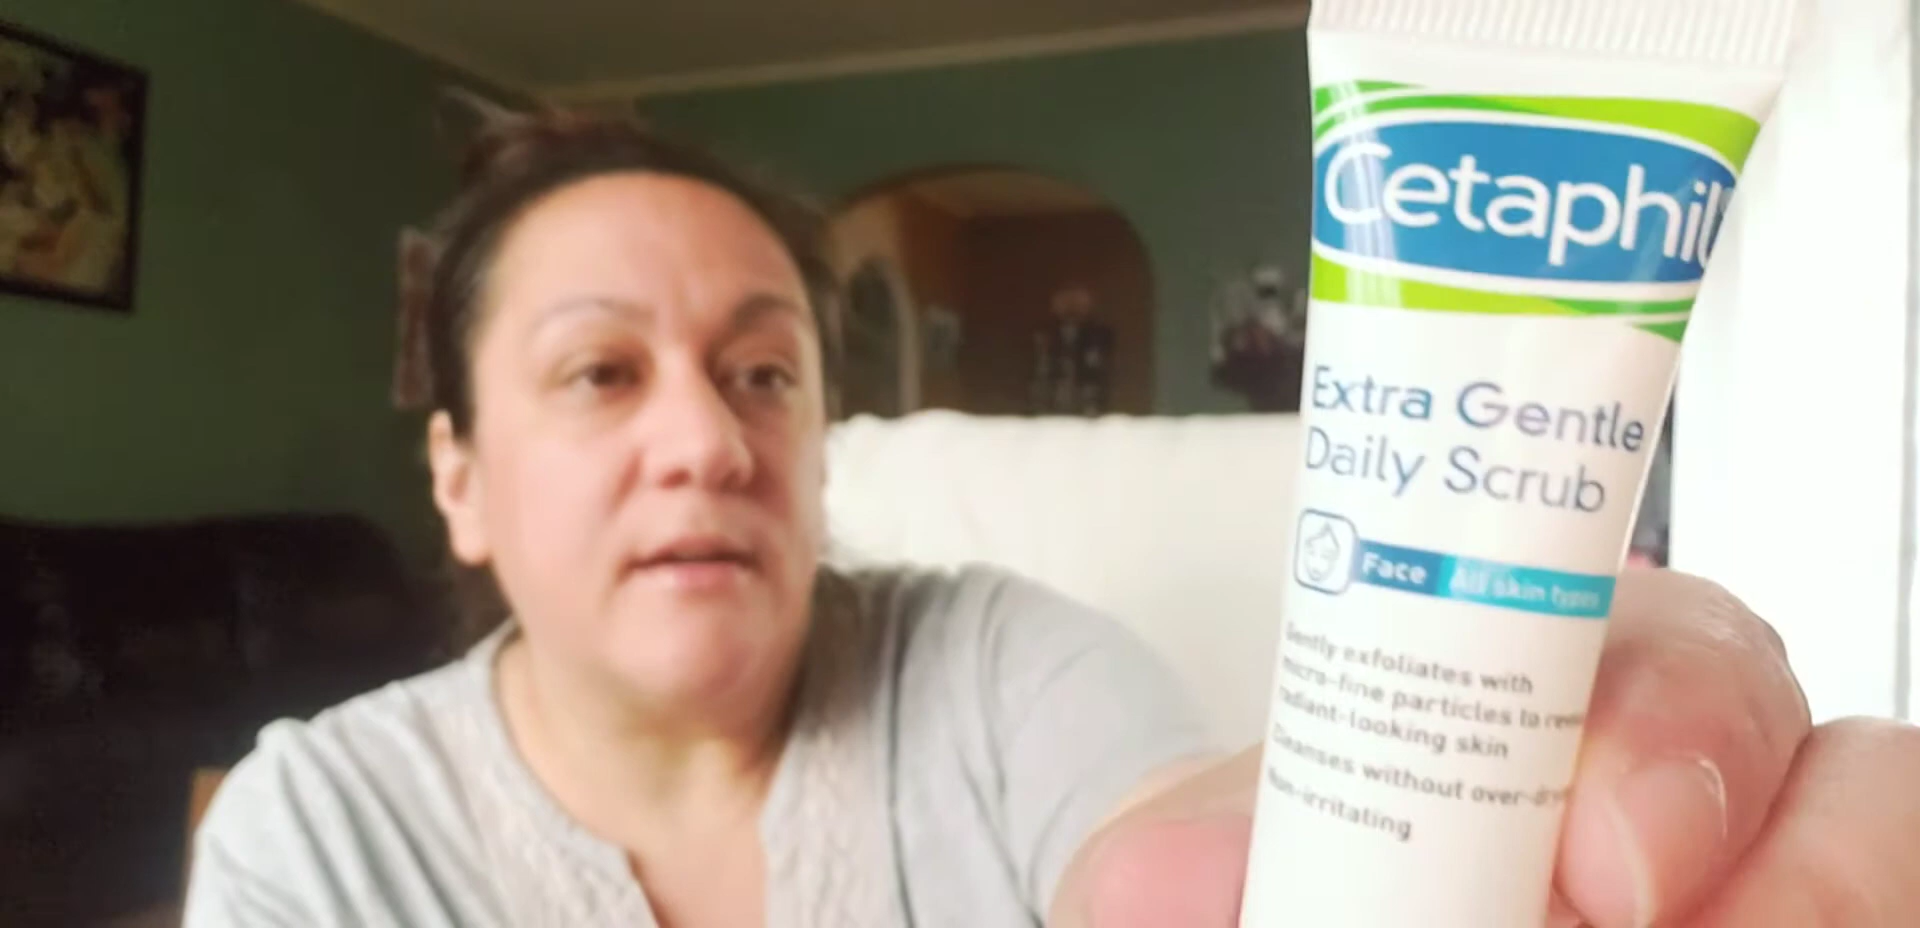 Cetaphil
Extra Gentle
Daily Scrub
Face All skin types
Gently exfoliates with
micro-fine particles to
radiant-looking skin
Cleanses without
Non-irritating